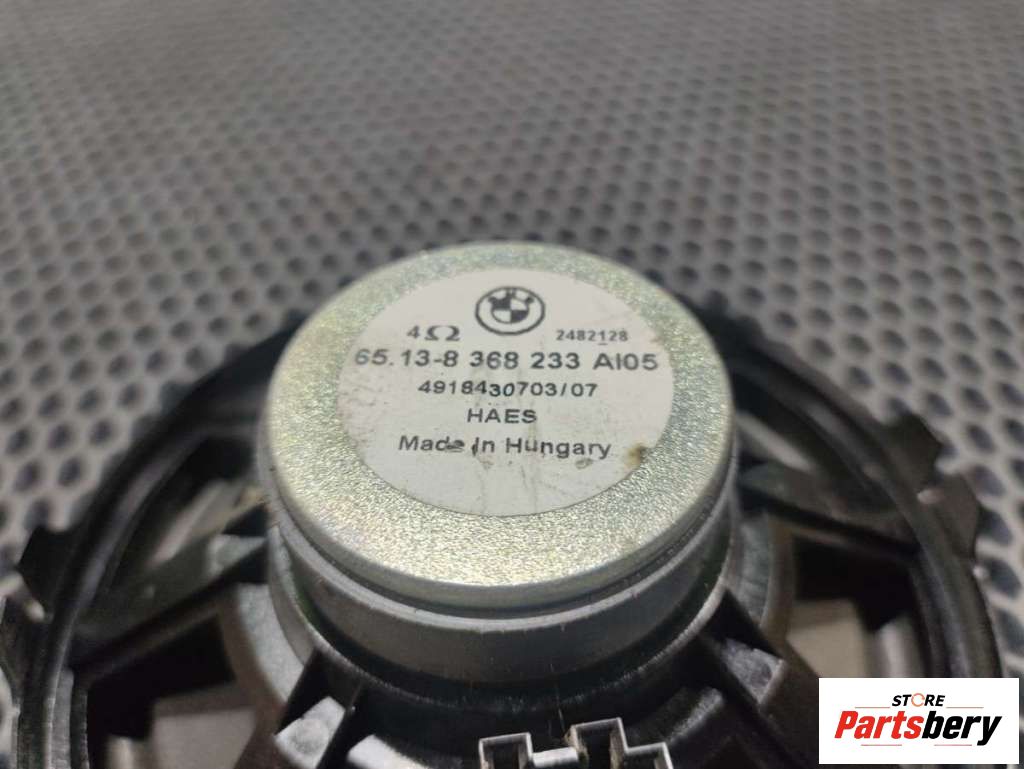 4Ω 2482128
65.13-8 368 233 AI05
4918430703/07
HAES
Made In Hungary
STORE
Partsbery